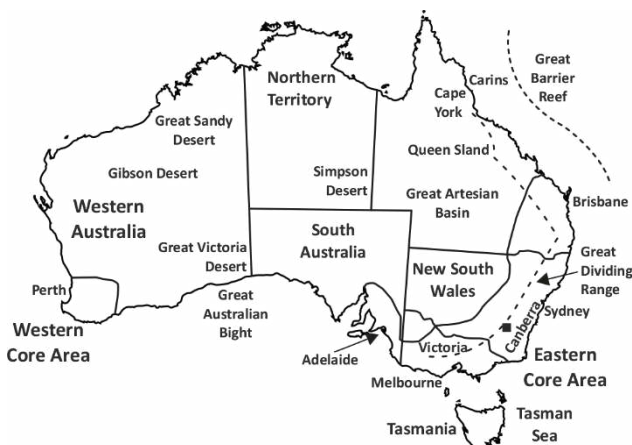 Northern
Territory
Carins
Great
Barrier
Reef
Cape
York
Great Sandy
Desert
Queen Sland
Gibson Desert
Simpson
Desert
Great Artesian
Basin
Western
Australia
Brisbane
South
Australia
Great Victoria
Desert
New South
Wales
Great
Dividing
Range
Perth
Great
Australian
Bight
Sydney
Canberra
Western
Core Area
Adelaide
Victoria
Eastern
Core Area
Melbourne
Tasmania
Tasman
Sea